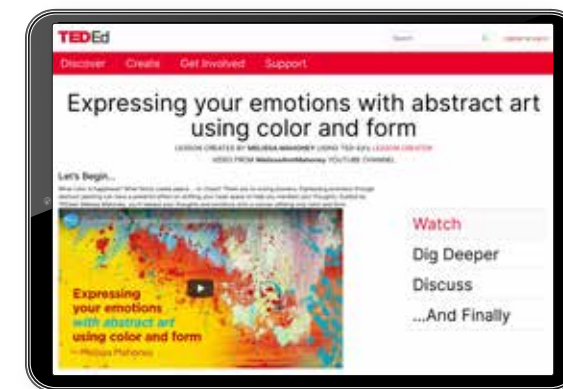 TEDEd
Search
Discover Create Get Involved Support
Expressing your emotions with abstract art
using color and form
LESSON CREATED BY MELISSA MAHONEY USING TED-Ed's LESSON CREATOR
VIDEO FROM MelissaAnnMahoney YOUTUBE CHANNEL
Let's Begin...
Expressing
your emotions
with abstract art
using color and form
— Melissa Mahoney
Watch
Dig Deeper
Discuss
...And Finally